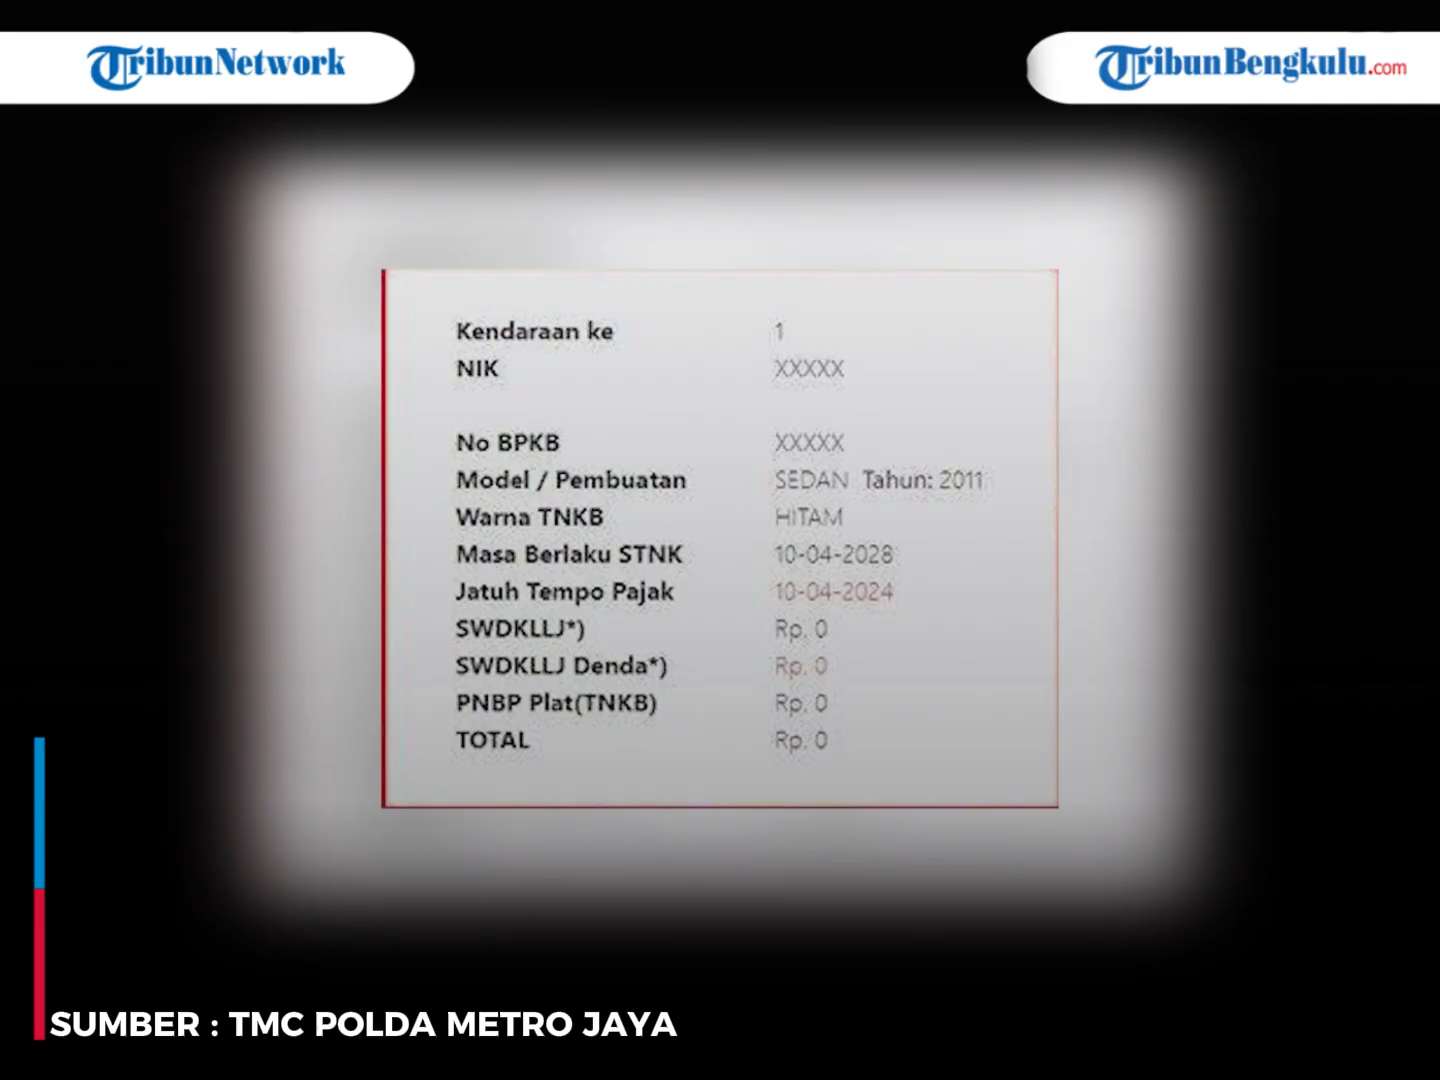 TribunNetwork
TribunBengkulu.com
Kendaraan ke 1
NIK XXXXX
No BPKB XXXXX
Model / Pembuatan SEDAN Tahun: 2011
Warna TNKB HITAM
Masa Berlaku STNK 10-04-2028
Jatuh Tempo Pajak 10-04-2024
SWDKLLJ*) Rp. 0
SWDKLLJ Denda*) Rp. 0
PNBP Plat(TNKB) Rp. 0
TOTAL Rp. 0
SUMBER : TMC POLDA METRO JAYA